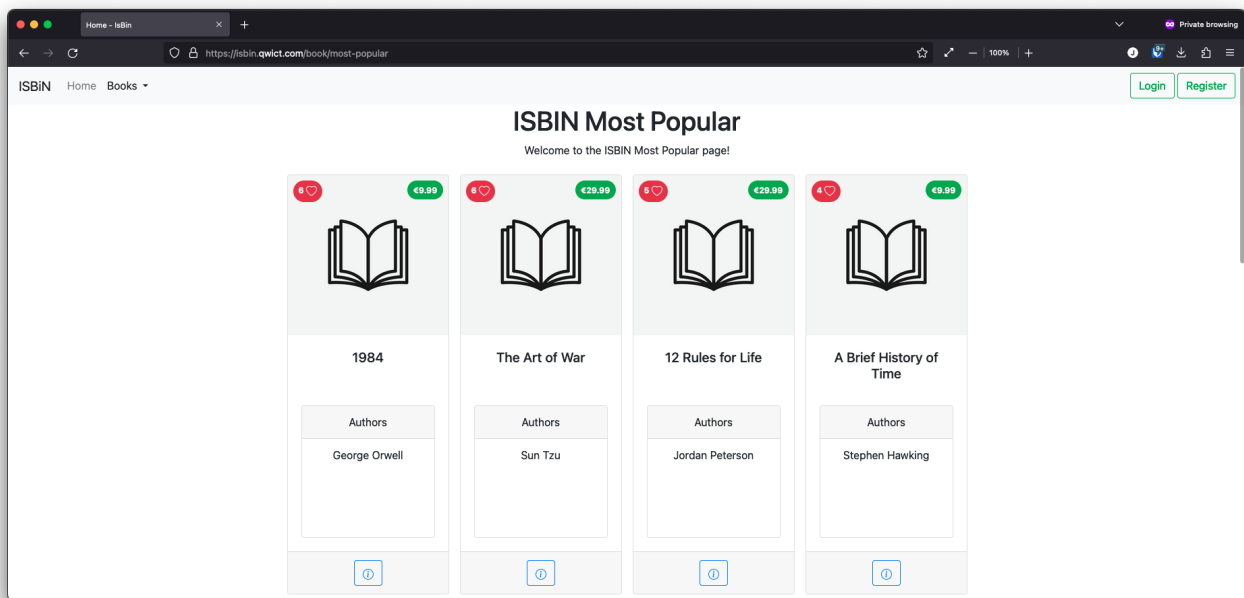 Home - IsBin
Private browsing
https://isbin.qwict.com/book/most-popular
100%
J
9+
ISBiN Home Books Login Register
ISBIN Most Popular
Welcome to the ISBIN Most Popular page!
6 €9.99 6 €29.99 5 €29.99 4 €9.99
1984 The Art of War 12 Rules for Life A Brief History of
Time
Authors Authors Authors Authors
George Orwell Sun Tzu Jordan Peterson Stephen Hawking